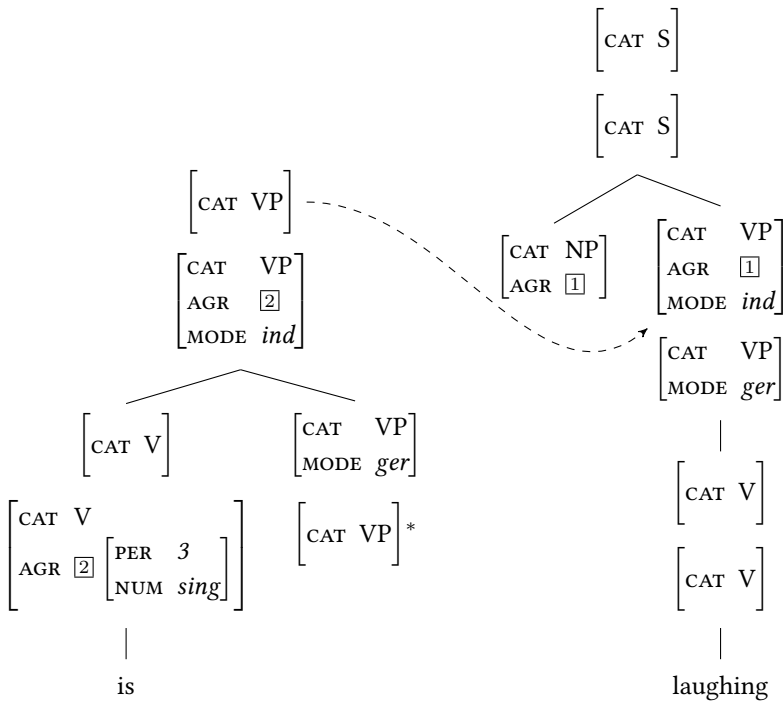 [CAT S]
[CAT S]
[CAT VP]
[CAT NP
AGR 1]
[CAT VP
AGR 1
MODE ind]
[CAT VP
AGR 2
MODE ind]
[CAT VP
MODE ger]
[CAT V]
[CAT VP
MODE ger]
[CAT V]
[CAT V
AGR 2 [PER 3
NUM sing]]
[CAT VP]*
[CAT V]
is
laughing